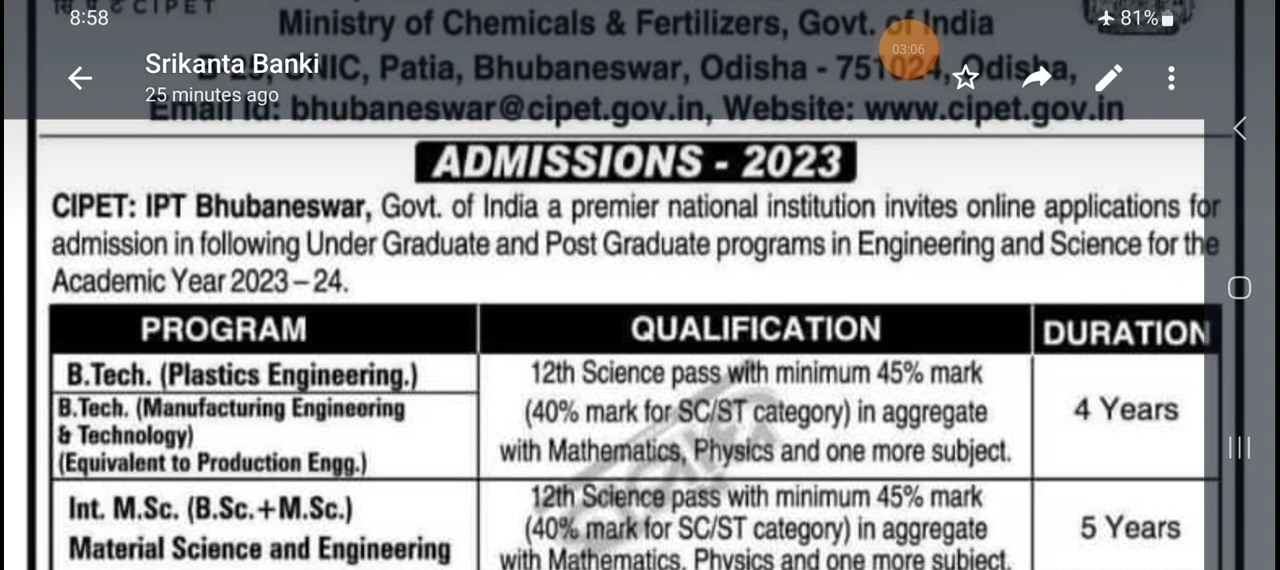 CIPET
8:58
81%
Ministry of Chemicals & Fertilizers, Govt. of India
03:06
Srikanta Banki
NIC, Patia, Bhubaneswar, Odisha - 751024, Odisha,
25 minutes ago
Email Id: bhubaneswar@cipet.gov.in, Website: www.cipet.gov.in
ADMISSIONS - 2023
CIPET: IPT Bhubaneswar, Govt. of India a premier national institution invites online applications for
admission in following Under Graduate and Post Graduate programs in Engineering and Science for the
Academic Year 2023 – 24.
PROGRAM QUALIFICATION DURATION
B.Tech. (Plastics Engineering.)
B.Tech. (Manufacturing Engineering
& Technology)
(Equivalent to Production Engg.)
12th Science pass with minimum 45% mark
(40% mark for SC/ST category) in aggregate
with Mathematics, Physics and one more subject.
4 Years
Int. M.Sc. (B.Sc.+M.Sc.)
Material Science and Engineering
12th Science pass with minimum 45% mark
(40% mark for SC/ST category) in aggregate
with Mathematics, Physics and one more subject.
5 Years